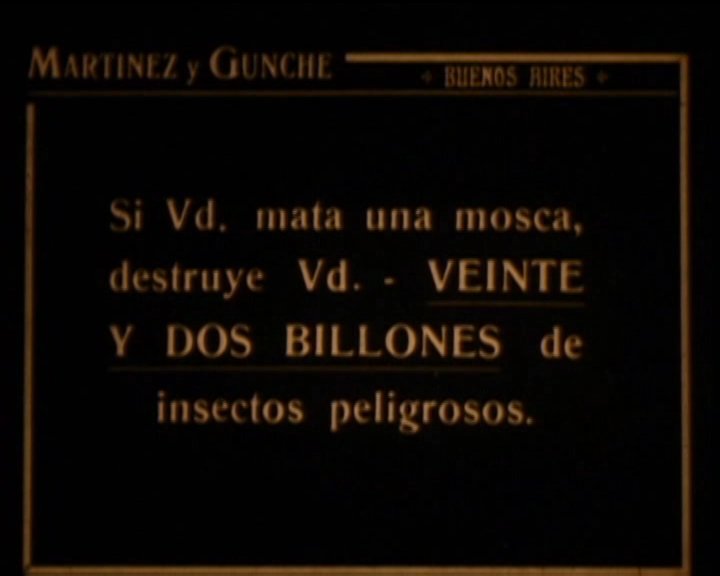 MARTINEZ y GUNCHE
BUENOS AIRES
Si Vd. mata una mosca,
destruye Vd. - VEINTE
Y DOS BILLONES de
insectos peligrosos.